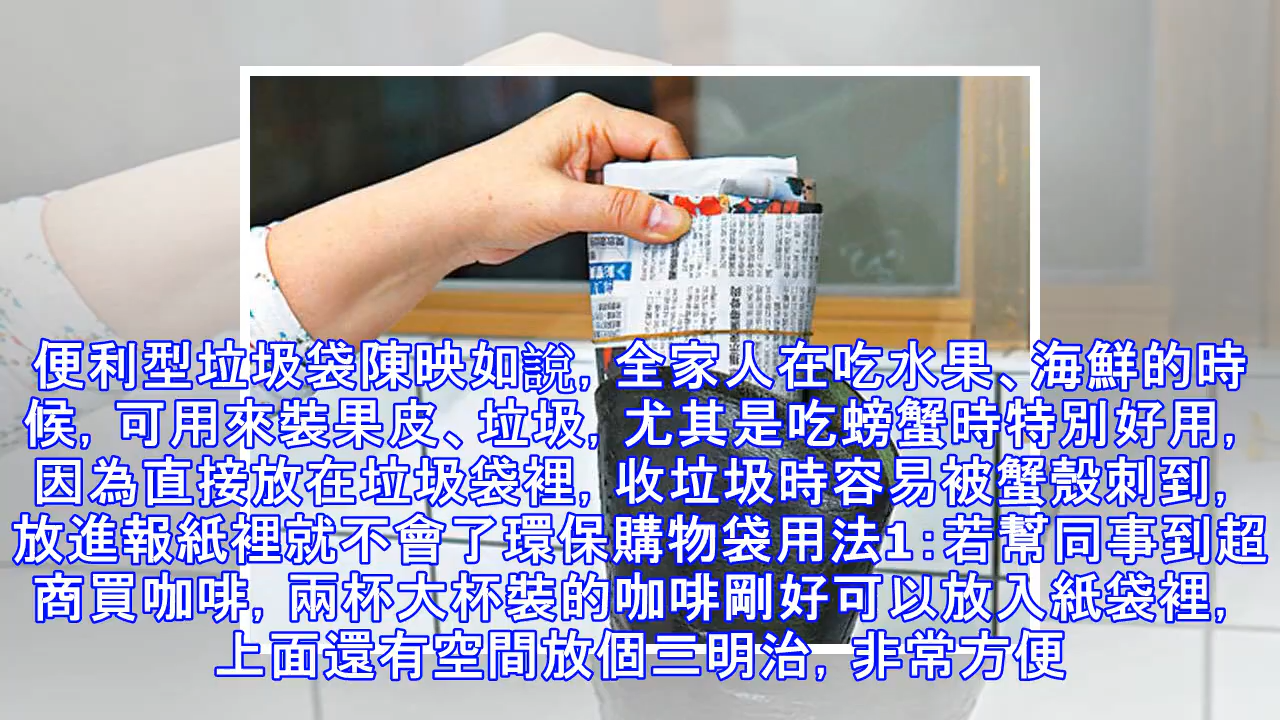 便利型垃圾袋陳映如說, 全家人在吃水果、海鮮的時
候, 可用來裝果皮、垃圾, 尤其是吃螃蟹時特別好用,
因為直接放在垃圾袋裡, 收垃圾時容易被蟹殼刺到,
放進報紙裡就不會了環保購物袋用法1:若幫同事到超
商買咖啡, 兩杯大杯裝的咖啡剛好可以放入紙袋裡,
上面還有空間放個三明治, 非常方便